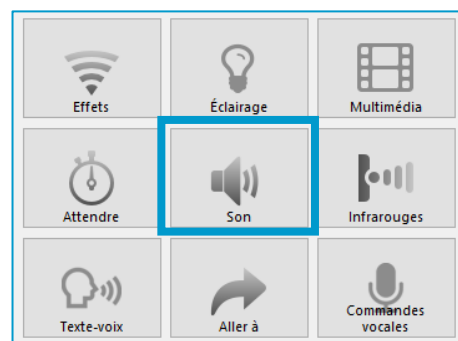 Effets
Éclairage
Multimédia
Attendre
Son
Infrarouges
Texte-voix
Aller à
Commandes
vocales